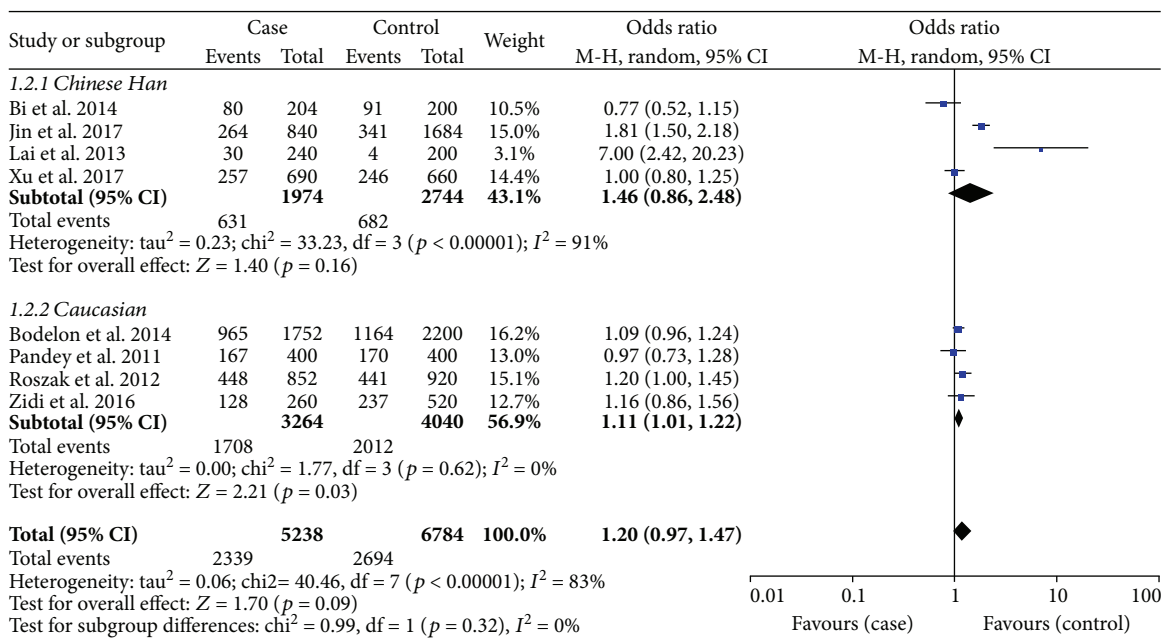 Study or subgroup Case Control Weight Odds ratio Odds ratio
Events Total Events Total M-H, random, 95% CI M-H, random, 95% CI
1.2.1 Chinese Han
Bi et al. 2014 80 204 91 200 10.5% 0.77 (0.52, 1.15)
Jin et al. 2017 264 840 341 1684 15.0% 1.81 (1.50, 2.18)
Lai et al. 2013 30 240 4 200 3.1% 7.00 (2.42, 20.23)
Xu et al. 2017 257 690 246 660 14.4% 1.00 (0.80, 1.25)
Subtotal (95% CI) 1974 2744 43.1% 1.46 (0.86, 2.48)
Total events 631 682
Heterogeneity: tau² = 0.23; chi² = 33.23, df = 3 (p < 0.00001); I² = 91%
Test for overall effect: Z = 1.40 (p = 0.16)
1.2.2 Caucasian
Bodelon et al. 2014 965 1752 1164 2200 16.2% 1.09 (0.96, 1.24)
Pandey et al. 2011 167 400 170 400 13.0% 0.97 (0.73, 1.28)
Roszak et al. 2012 448 852 441 920 15.1% 1.20 (1.00, 1.45)
Zidi et al. 2016 128 260 237 520 12.7% 1.16 (0.86, 1.56)
Subtotal (95% CI) 3264 4040 56.9% 1.11 (1.01, 1.22)
Total events 1708 2012
Heterogeneity: tau² = 0.00; chi² = 1.77, df = 3 (p = 0.62); I² = 0%
Test for overall effect: Z = 2.21 (p = 0.03)
Total (95% CI) 5238 6784 100.0% 1.20 (0.97, 1.47)
Total events 2339 2694
Heterogeneity: tau² = 0.06; chi2= 40.46, df = 7 (p < 0.00001); I² = 83%
Test for overall effect: Z = 1.70 (p = 0.09)
Test for subgroup differences: chi² = 0.99, df = 1 (p = 0.32), I² = 0%
0.01 0.1 1 10 100
Favours (case) Favours (control)